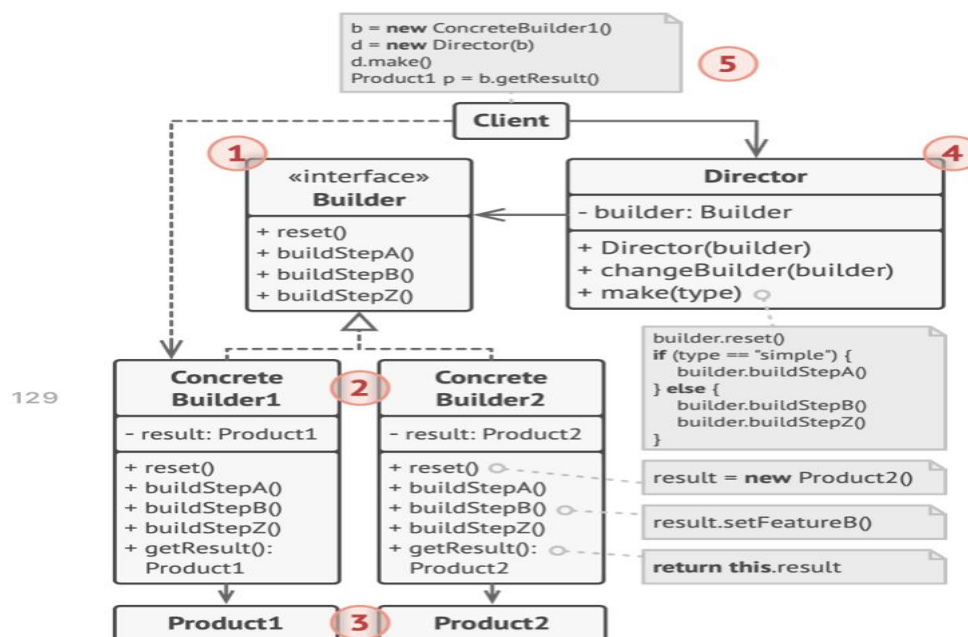 b = new ConcreteBuilder1()
d = new Director(b)
d.make()
Product1 p = b.getResult()
5
Client
1
«interface»
Builder
+ reset()
+ buildStepA()
+ buildStepB()
+ buildStepZ()
4
Director
- builder: Builder
+ Director(builder)
+ changeBuilder(builder)
+ make(type)
builder.reset()
if (type == "simple") {
builder.buildStepA()
} else {
builder.buildStepB()
builder.buildStepZ()
}
129
Concrete
Builder1
- result: Product1
+ reset()
+ buildStepA()
+ buildStepB()
+ buildStepZ()
+ getResult():
Product1
2
Concrete
Builder2
- result: Product2
+ reset()
+ buildStepA()
+ buildStepB()
+ buildStepZ()
+ getResult():
Product2
result = new Product2()
result.setFeatureB()
return this.result
Product1
3
Product2